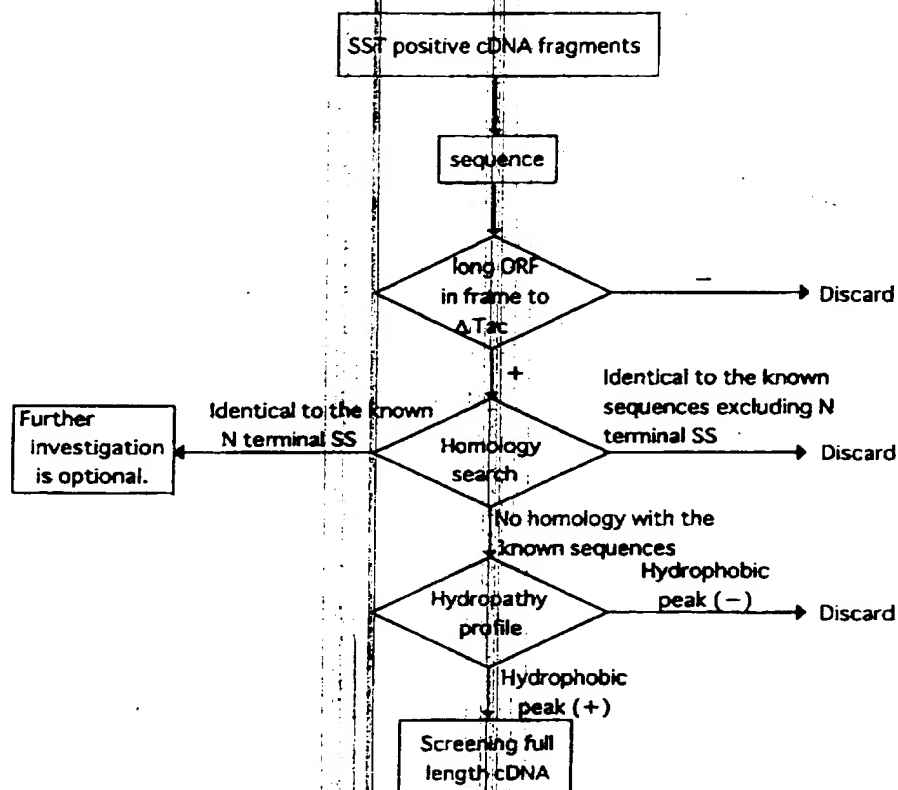 SST positive cDNA fragments
sequence
long ORF
in frame to
ΔTac
−
Discard
+
Identical to the known
sequences excluding N
terminal SS
Identical to the known
N terminal SS
Further
investigation
is optional.
Homology
search
Discard
No homology with the
known sequences
Hydrophobic
peak (−)
Hydropathy
profile
Discard
Hydrophobic
peak (+)
Screening full
length cDNA